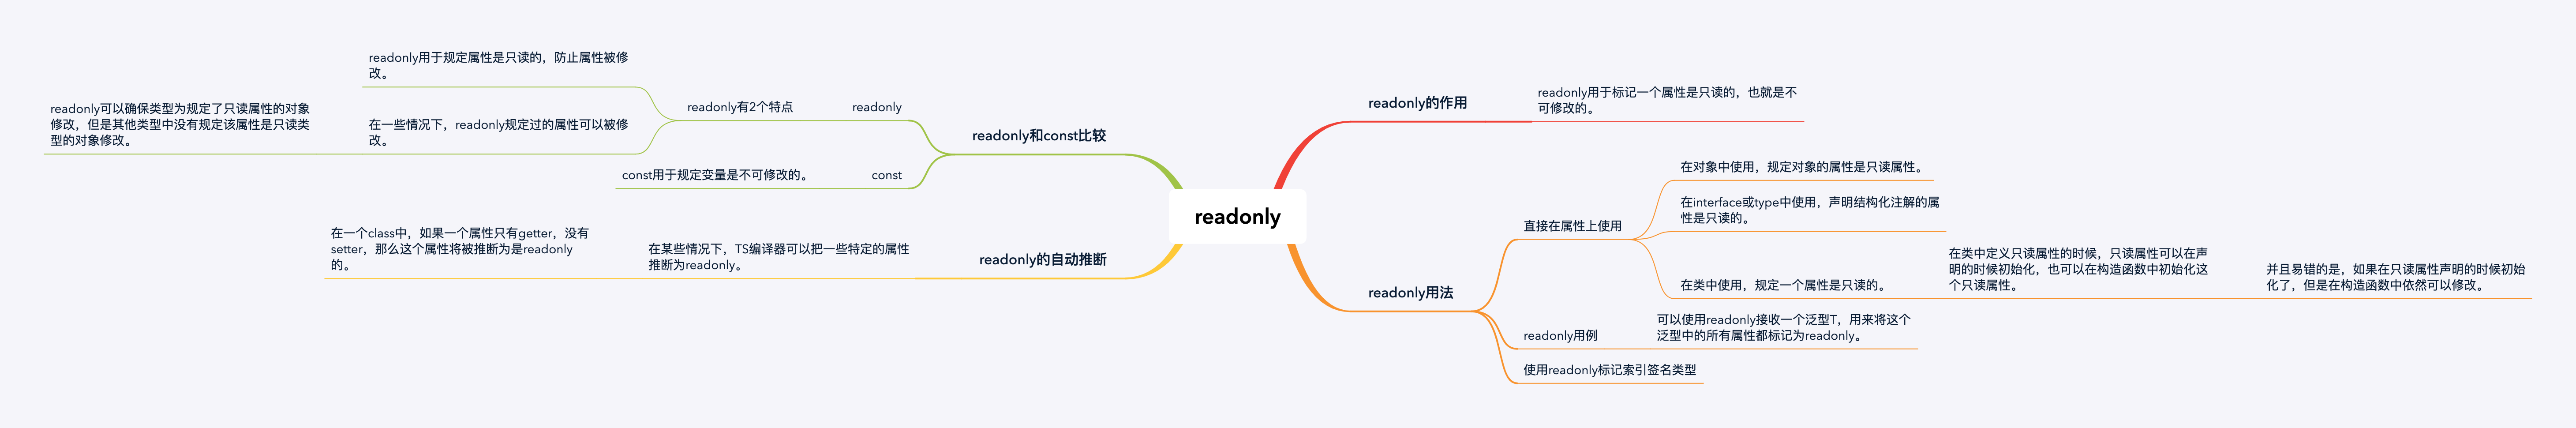 readonly
readonly的作用
readonly用于标记一个属性是只读的，也就是不
可修改的。
readonly用法
直接在属性上使用
在对象中使用，规定对象的属性是只读属性。
在interface或type中使用，声明结构化注解的属
性是只读的。
在类中使用，规定一个属性是只读的。
在类中定义只读属性的时候，只读属性可以在声
明的时候初始化，也可以在构造函数中初始化这
个只读属性。
并且易错的是，如果在只读属性声明的时候初始
化了，但是在构造函数中依然可以修改。
readonly用例
可以使用readonly接收一个泛型T，用来将这个
泛型中的所有属性都标记为readonly。
使用readonly标记索引签名类型
readonly和const比较
readonly
readonly有2个特点
readonly用于规定属性是只读的，防止属性被修
改。
在一些情况下，readonly规定过的属性可以被修
改。
readonly可以确保类型为规定了只读属性的对象
修改，但是其他类型中没有规定该属性是只读类
型的对象修改。
const
const用于规定变量是不可修改的。
readonly的自动推断
在某些情况下，TS编译器可以把一些特定的属性
推断为readonly。
在一个class中，如果一个属性只有getter，没有
setter，那么这个属性将被推断为是readonly
的。